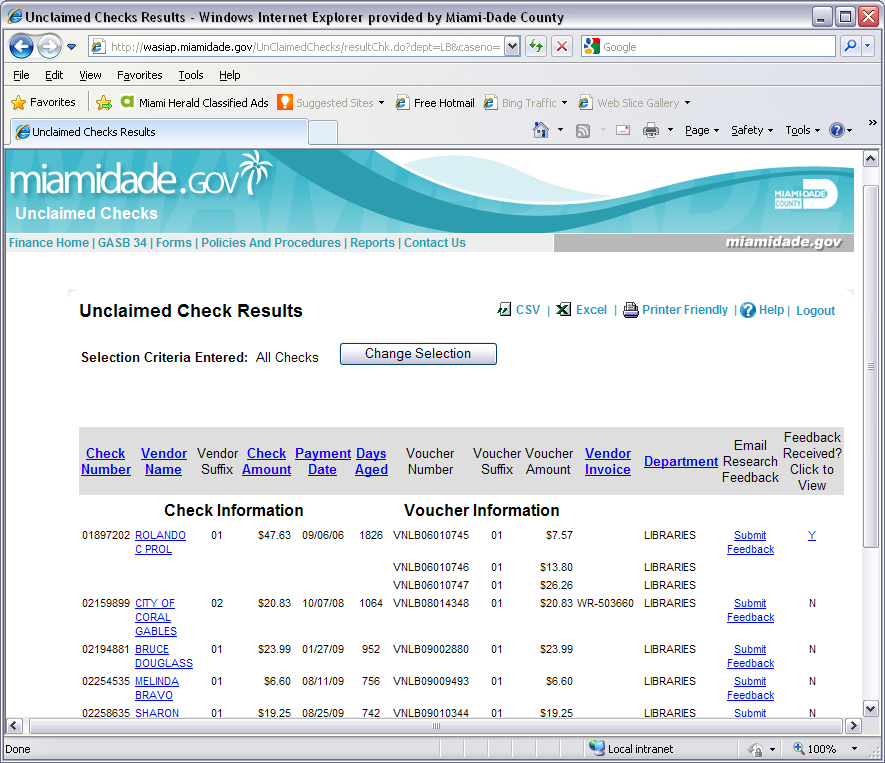 Unclaimed Checks Results - Windows Internet Explorer provided by Miami-Dade County
http://wasiap.miamidade.gov/UnClaimedChecks/resultChk.do?dept=LB&caseno=
Google
File Edit View Favorites Tools Help
Favorites Miami Herald Classified Ads Suggested Sites Free Hotmail Bing Traffic Web Slice Gallery
Unclaimed Checks Results Page Safety Tools »
miamidade.gov
Unclaimed Checks
MIAMI-DADE
COUNTY
Finance Home | GASB 34 | Forms | Policies And Procedures | Reports | Contact Us
miamidade.gov
Unclaimed Check Results CSV | Excel | Printer Friendly | Help | Logout
Selection Criteria Entered: All Checks Change Selection
Check Number Vendor Name Vendor Suffix Check Amount Payment Date Days Aged Voucher Number Voucher Suffix Voucher Amount Vendor Invoice Department Email Research Feedback Feedback Received? Click to View
Check Information Voucher Information
01897202 ROLANDO 01 $47.63 09/06/06 1826 VNLB06010745 01 $7.57 LIBRARIES Submit Y
C PROL Feedback
VNLB06010746 01 $13.80 LIBRARIES
VNLB06010747 01 $26.26 LIBRARIES
02159899 CITY OF 02 $20.83 10/07/08 1064 VNLB08014348 01 $20.83 WR-503660 LIBRARIES Submit N
CORAL Feedback
GABLES
02194881 BRUCE 01 $23.99 01/27/09 952 VNLB09002880 01 $23.99 LIBRARIES Submit N
DOUGLASS Feedback
02254535 MELINDA 01 $6.60 08/11/09 756 VNLB09009493 01 $6.60 LIBRARIES Submit N
BRAVO Feedback
02258635 SHARON 01 $19.25 08/25/09 742 VNLB09010344 01 $19.25 LIBRARIES Submit N
Done Local intranet 100%